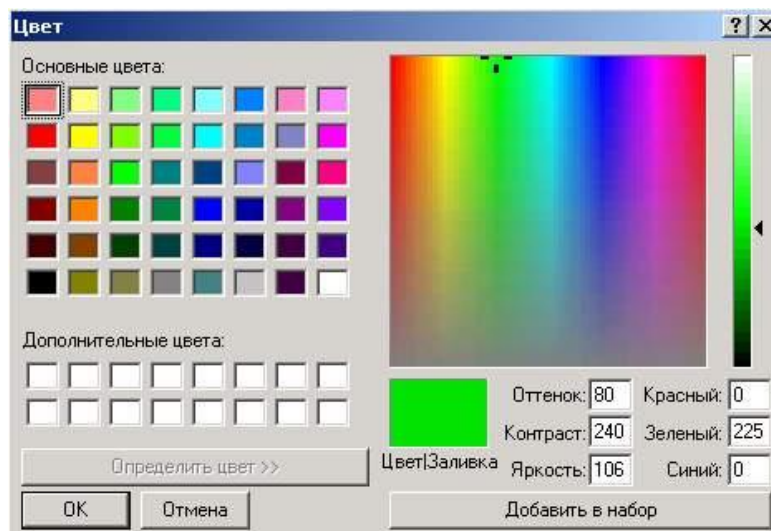 Цвет
Основные цвета:
Дополнительные цвета:
Определить цвет >>
OK
Отмена
Цвет|Заливка
Оттенок: 80
Красный: 0
Контраст: 240
Зеленый: 225
Яркость: 106
Синий: 0
Добавить в набор